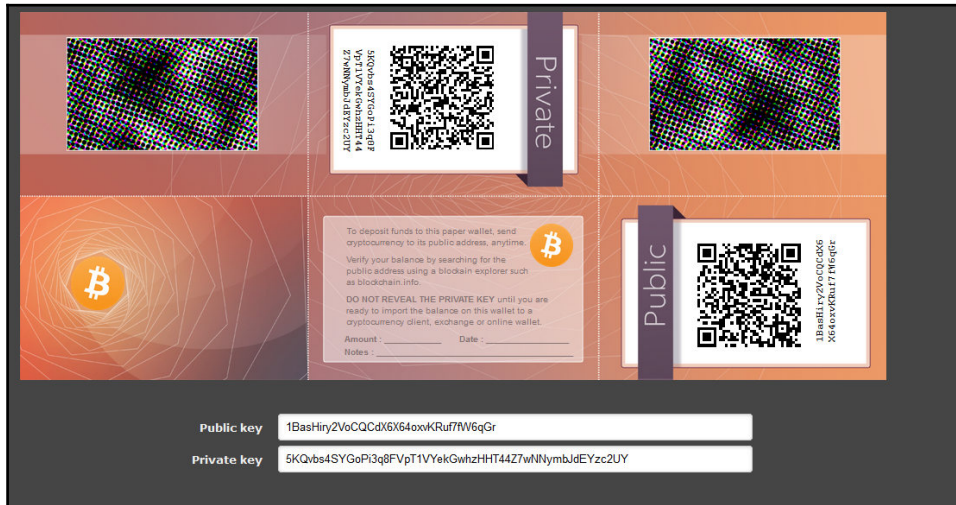 5KQvbs4SYGoPi3q8F
VpT1VYekGwhzHHT44
Z7wNNymbJdEYzc2UY
Private
To deposit funds to this paper wallet, send
cryptocurrency to its public address, anytime.
Verify your balance by searching for the
public address using a blockain explorer such
as blockchain.info.
DO NOT REVEAL THE PRIVATE KEY until you are
ready to import the balance on this wallet to a
cryptocurrency client, exchange or online wallet.
Amount : Date :
Notes :
Public
1BasHiry2VoCQCdX6
X64oxvKRuf7fW6qGr
Public key 1BasHiry2VoCQCdX6X64oxvKRuf7fW6qGr
Private key 5KQvbs4SYGoPi3q8FVpT1VYekGwhzHHT44Z7wNNymbJdEYzc2UY